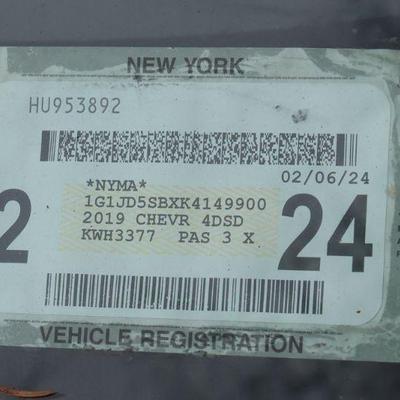 NEW YORK
HU953892
*NYMA* 02/06/24
1G1JD5SBXK4149900
2019 CHEVR 4DSD
KWH3377 PAS 3 X
2 24
VEHICLE REGISTRATION